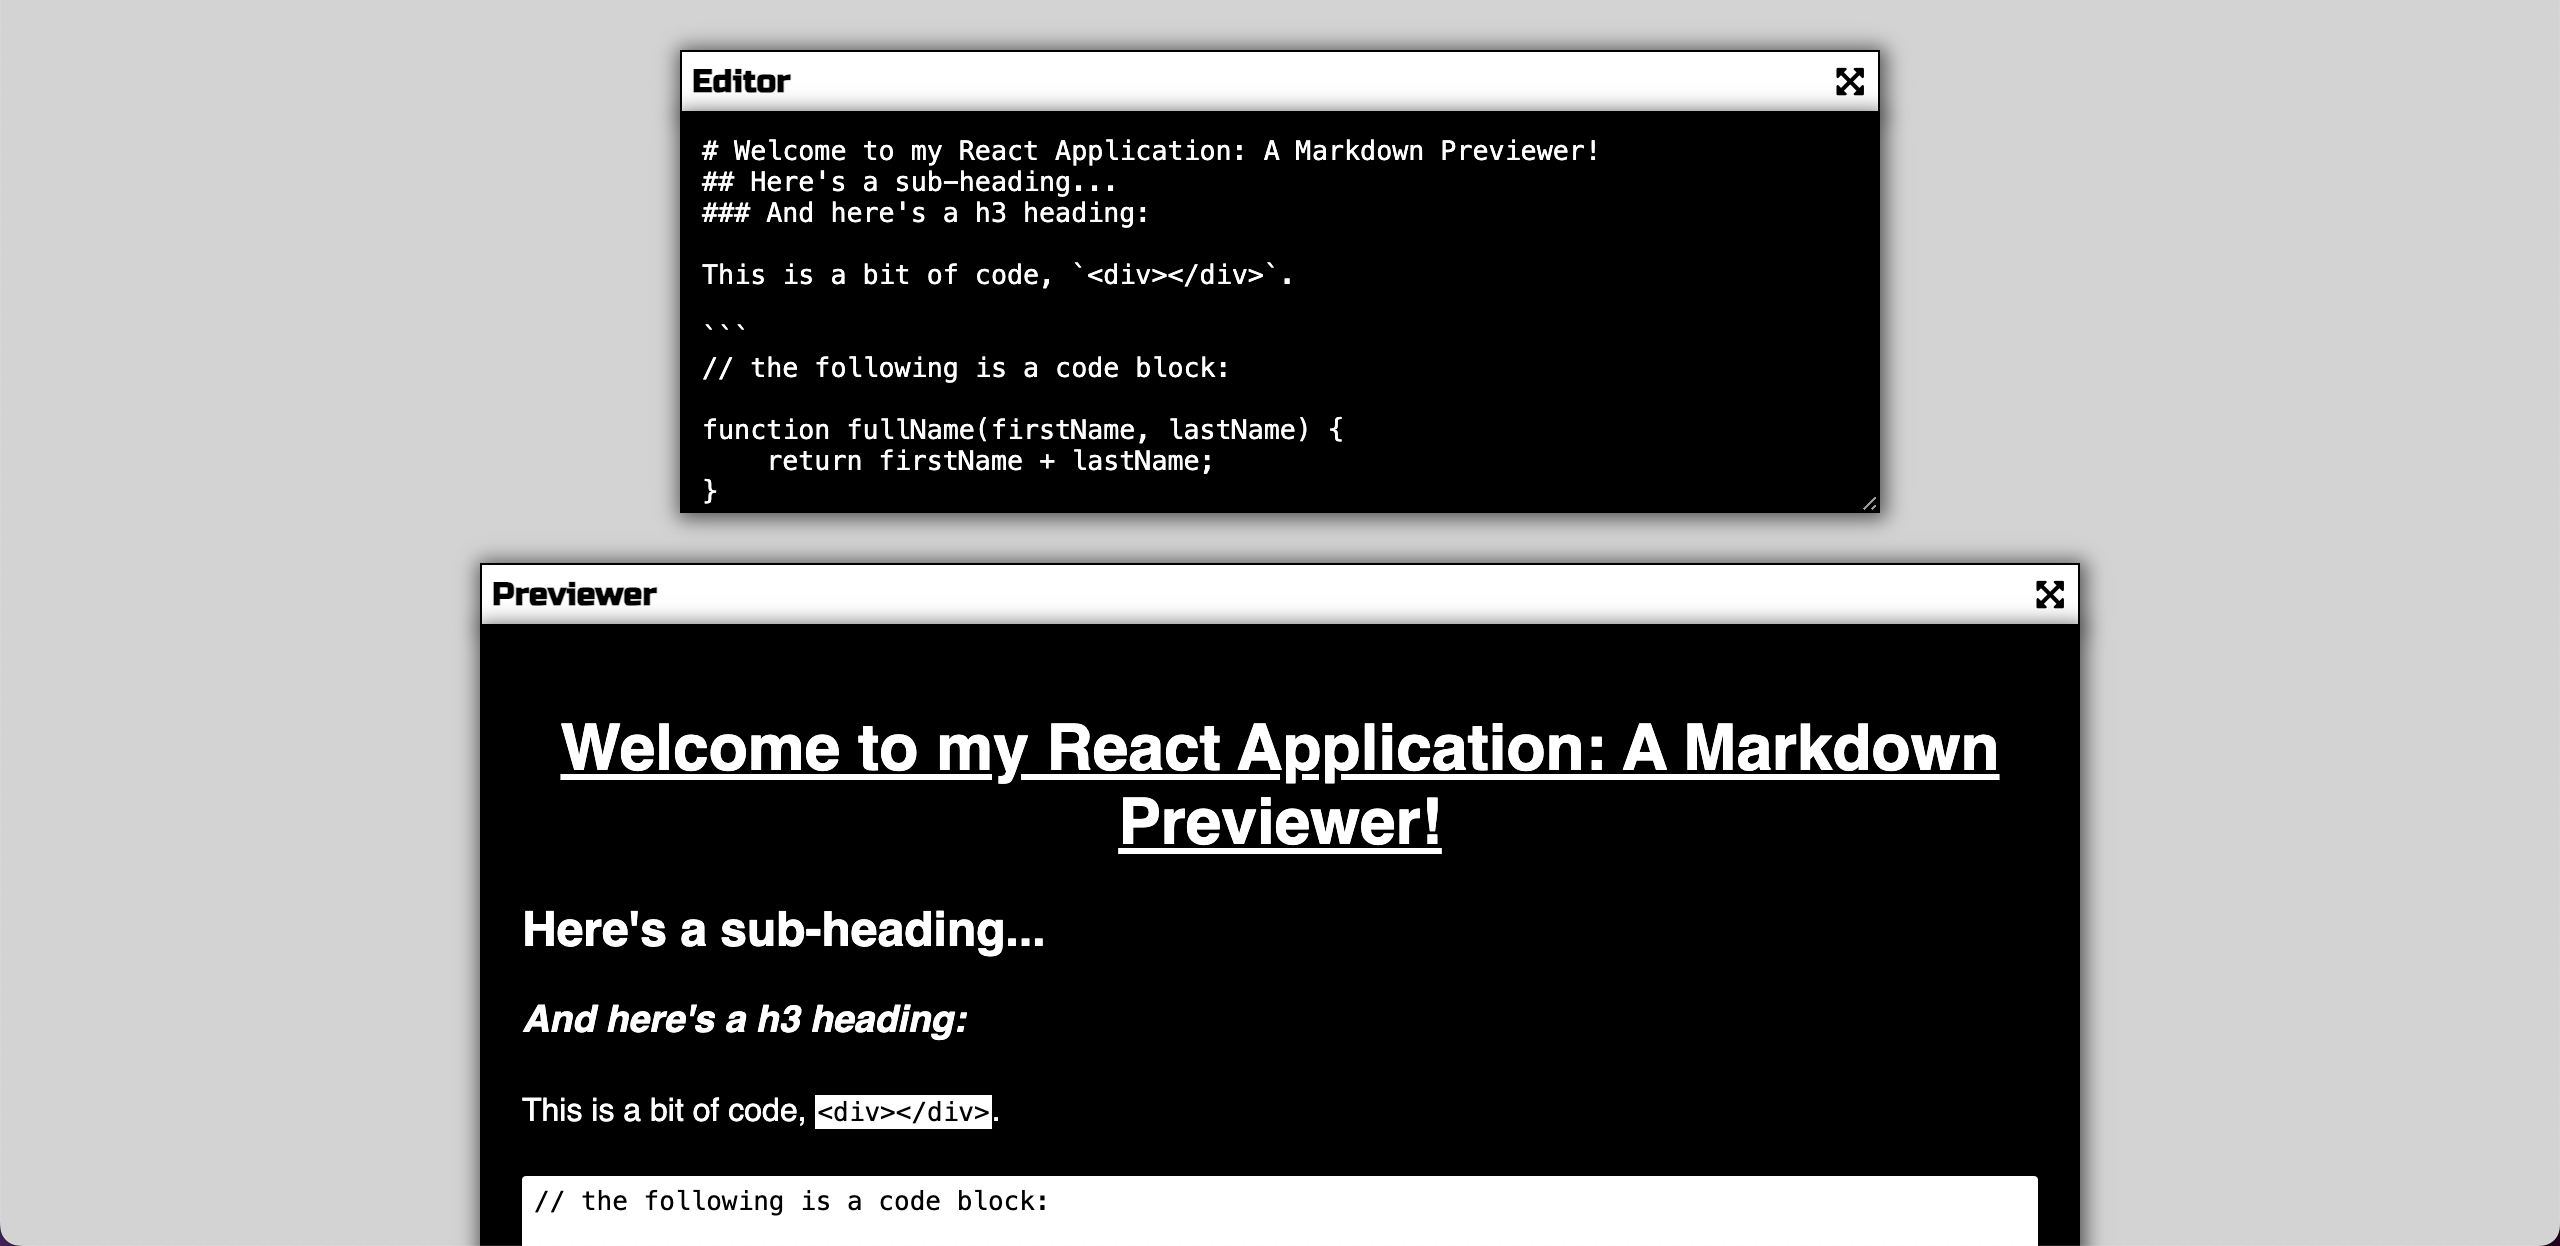 Editor
# Welcome to my React Application: A Markdown Previewer!
## Here's a sub-heading...
### And here's a h3 heading:
This is a bit of code, `<div></div>`.
```
// the following is a code block:
function fullName(firstName, lastName) {
    return firstName + lastName;
}
Previewer
Welcome to my React Application: A Markdown
Previewer!
Here's a sub-heading...
And here's a h3 heading:
This is a bit of code, <div></div>.
// the following is a code block: